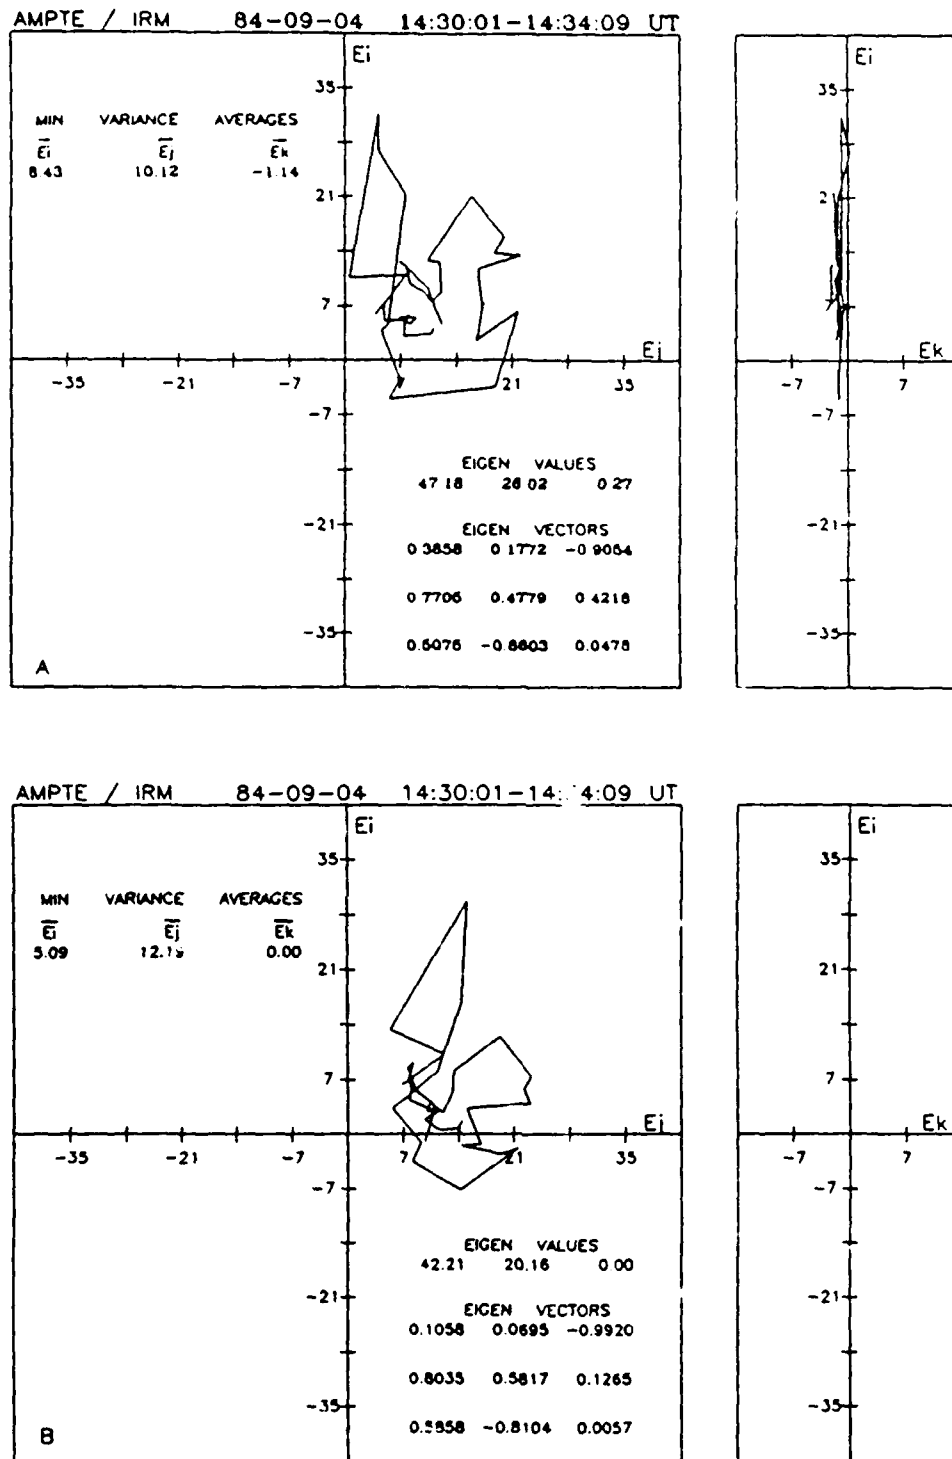 AMPTE / IRM 84-09-04 14:30:01-14:34:09 UT
Ei
35
MIN VARIANCE AVERAGES
Ei Ej Ek
8.43 10.12 -1.14
21
7
Ej
-35 -21 -7 21 35
-7
EIGEN VALUES
47.18 26.02 0.27
-21
EIGEN VECTORS
0.3858 0.1772
0.7706 0.4779 0.4218
-35
0.5076 0.0478
A
Ei
35
2
7
Ek
-7 7
-7
-21
-35
AMPTE / IRM 84-09-04 UT
Ei
35
MIN VARIANCE AVERAGES
Ei Ej Ek
5.09 0.00
21
7
Ej
-35 -21 -7 7 21 35
-7
EIGEN VALUES
42.21 20.16 0.00
-21
EIGEN VECTORS
0.1058 0.0695 -0.9920
0.8035 0.5817 0.1265
-35
0.5858 -0.8104 0.0057
B
Ei
35
21
7
Ek
-7 7
-7
-21
-35